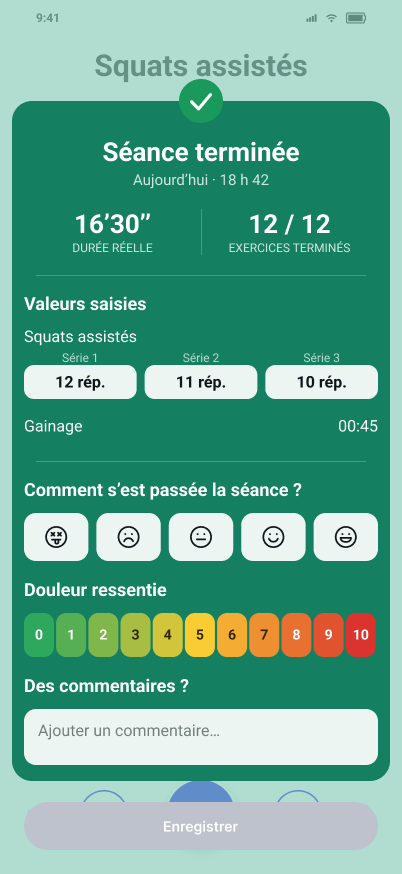 9:41
Squats assistés
Séance terminée
Aujourd’hui · 18 h 42
16’30’’
12 / 12
DURÉE RÉELLE
EXERCICES TERMINÉS
Valeurs saisies
Squats assistés
Série 1
Série 2
Série 3
12 rép.
11 rép.
10 rép.
Gainage
00:45
Comment s’est passée la séance ?
Douleur ressentie
0 1 2 3 4 5 6 7 8 9 10
Des commentaires ?
Ajouter un commentaire…
Enregistrer